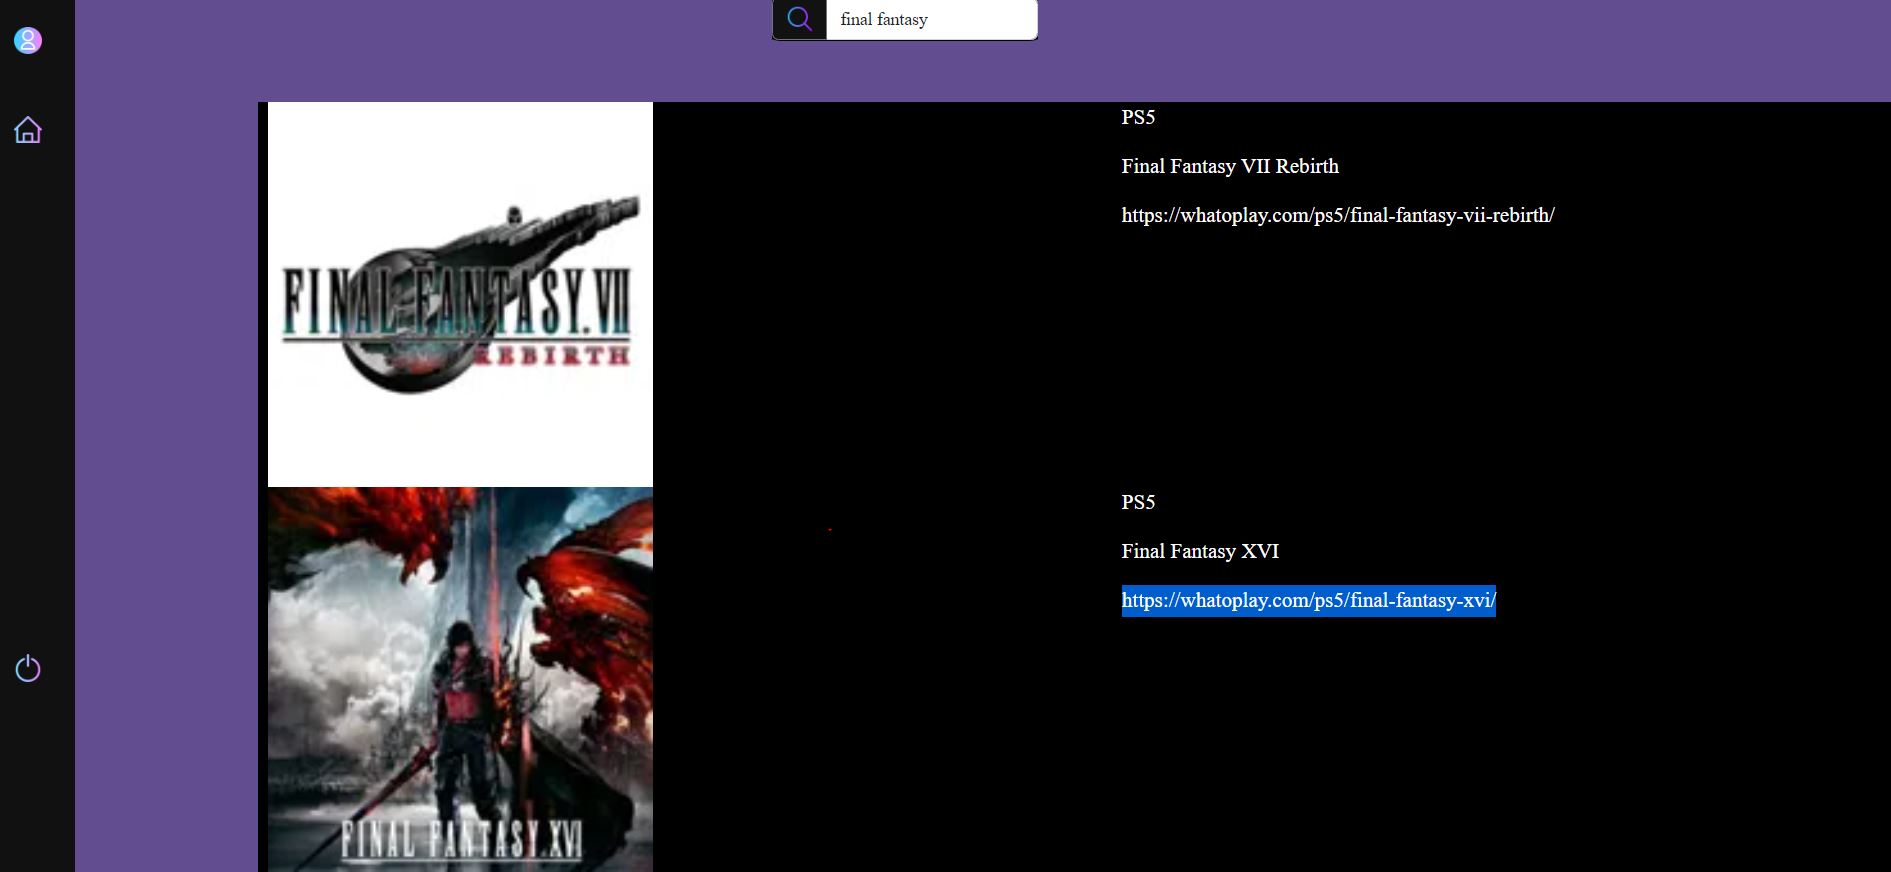 final fantasy
PS5
Final Fantasy VII Rebirth
https://whatoplay.com/ps5/final-fantasy-vii-rebirth/
FINAL FANTASY.VII
REBIRTH
PS5
Final Fantasy XVI
https://whatoplay.com/ps5/final-fantasy-xvi/
FINAL FANTASY.XVI